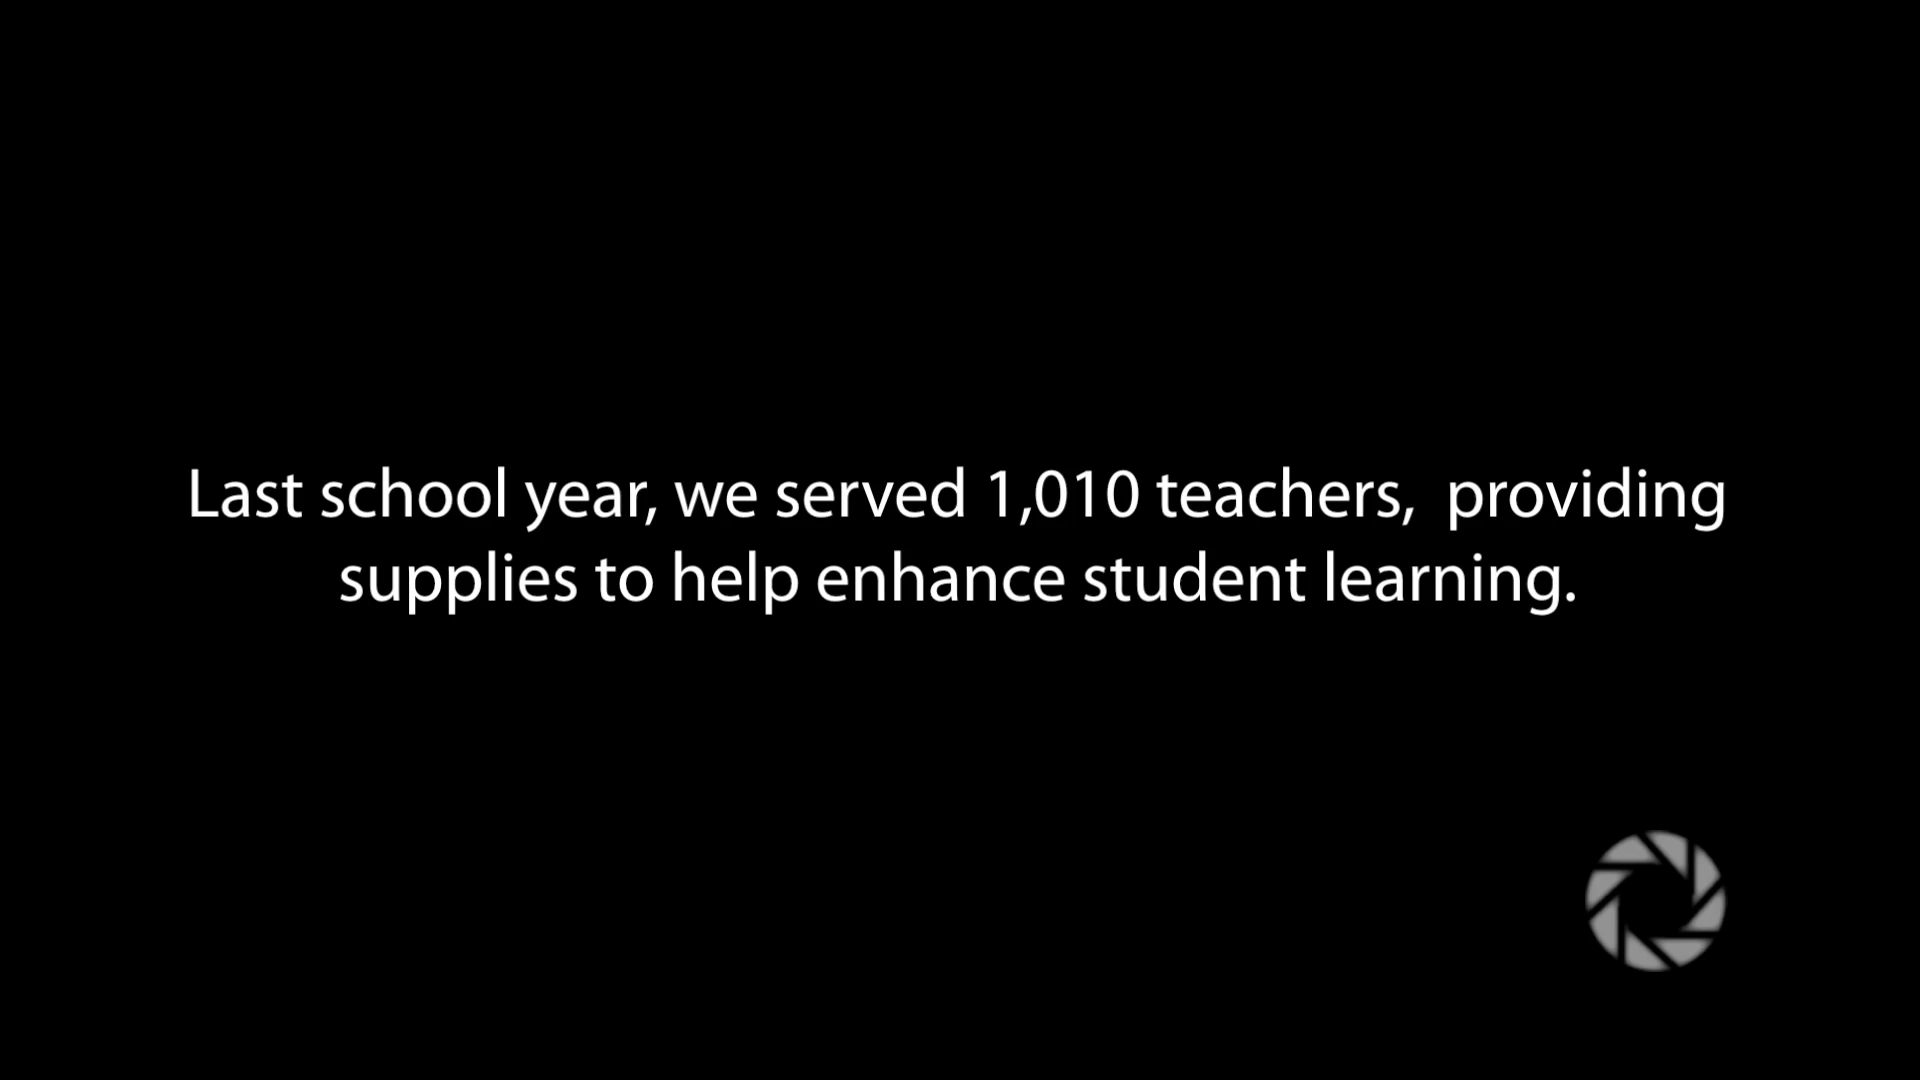 Last school year, we served 1,010 teachers,  providing
supplies to help enhance student learning.